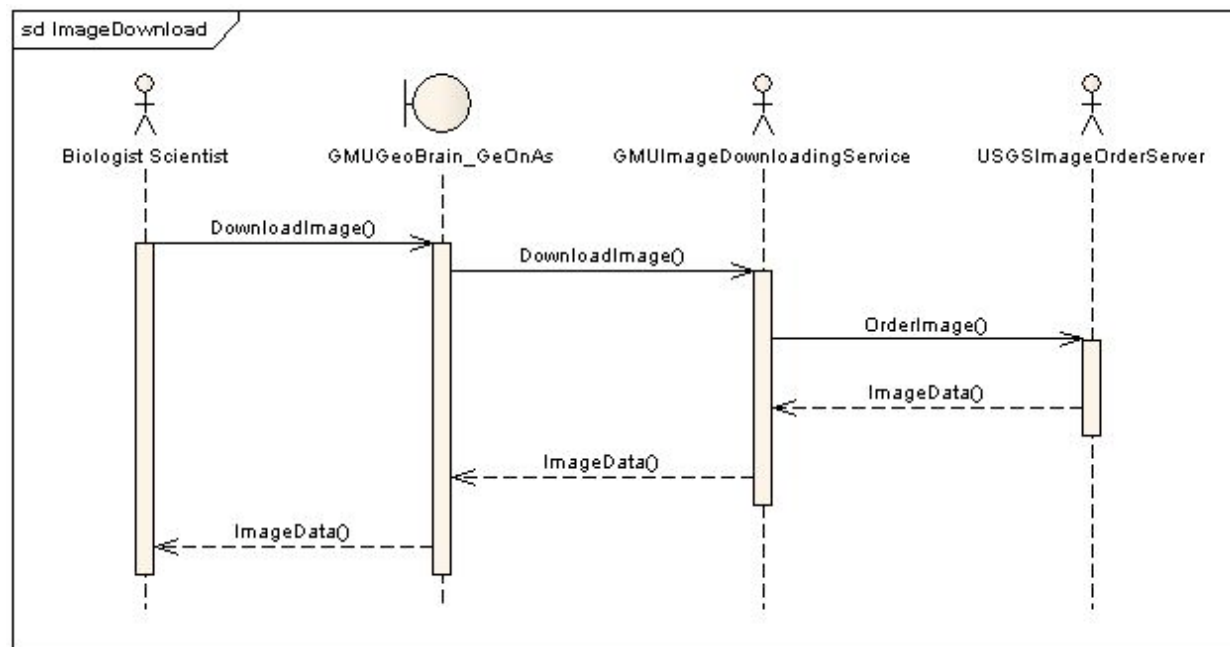 sd ImageDownload
Biologist Scientist
GMUGeoBrain_GeOnAs
GMUImageDownloadingService
USGSImageOrderServer
DownloadImage()
DownloadImage()
OrderImage()
ImageData()
ImageData()
ImageData()